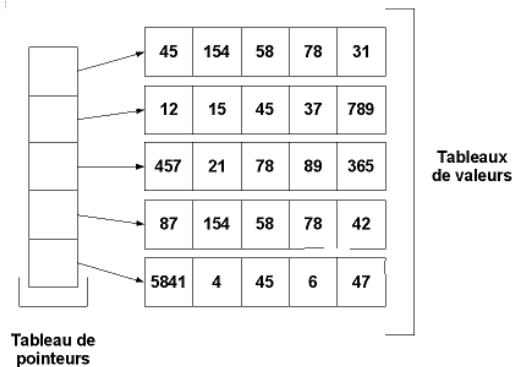 45 154 58 78 31
12 15 45 37 789
457 21 78 89 365
87 154 58 78 42
5841 4 45 6 47
Tableaux
de valeurs
Tableau de
pointeurs